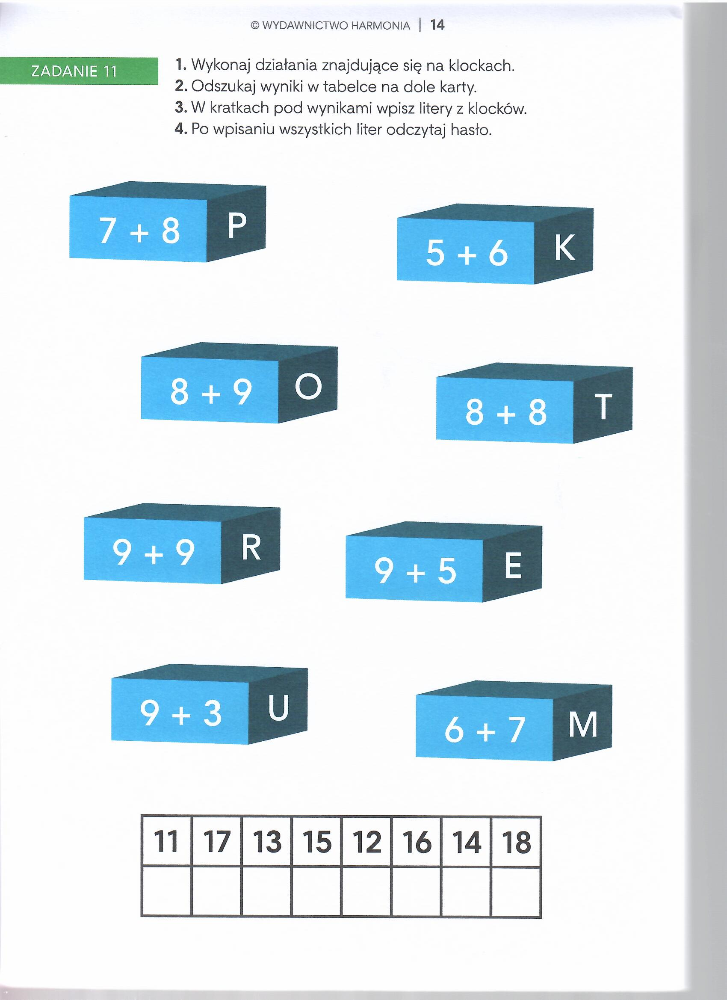 © WYDAWNICTWO HARMONIA | 14
ZADANIE 11
1. Wykonaj działania znajdujące się na klockach.
2. Odszukaj wyniki w tabelce na dole karty.
3. W kratkach pod wynikami wpisz litery z klocków.
4. Po wpisaniu wszystkich liter odczytaj hasło.
7 + 8 P
5 + 6 K
8 + 9 O
8 + 8 T
9 + 9 R
9 + 5 E
9 + 3 U
6 + 7 M
11 17 13 15 12 16 14 18